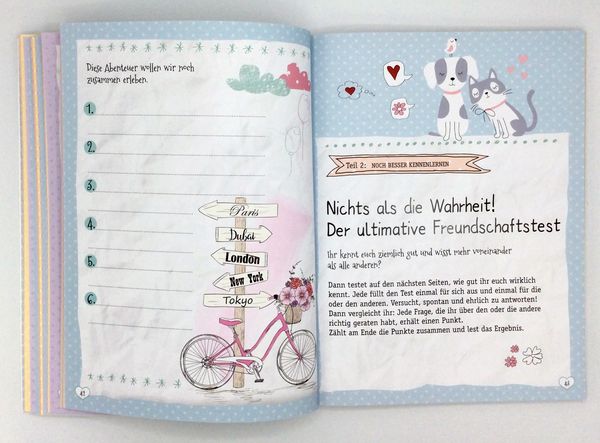 Diese Abenteuer wollen wir noch
zusammen erleben.
1.
2.
3.
4.
5.
6.
Paris
Dubai
London
New York
Tokyo
Teil 2: NOCH BESSER KENNENLERNEN
Nichts als die Wahrheit!
Der ultimative Freundschaftstest
Ihr kennt euch ziemlich gut und wisst mehr voneinander
als alle anderen?
Dann testet auf den nächsten Seiten, wie gut ihr euch wirklich
kennt. Jede füllt den Test einmal für sich aus und einmal für die
oder den anderen. Versucht, spontan und ehrlich zu antworten!
Dann vergleicht ihr: Jede Frage, die ihr über den oder die andere
richtig geraten habt, erhält einen Punkt.
Zählt am Ende die Punkte zusammen und lest das Ergebnis.